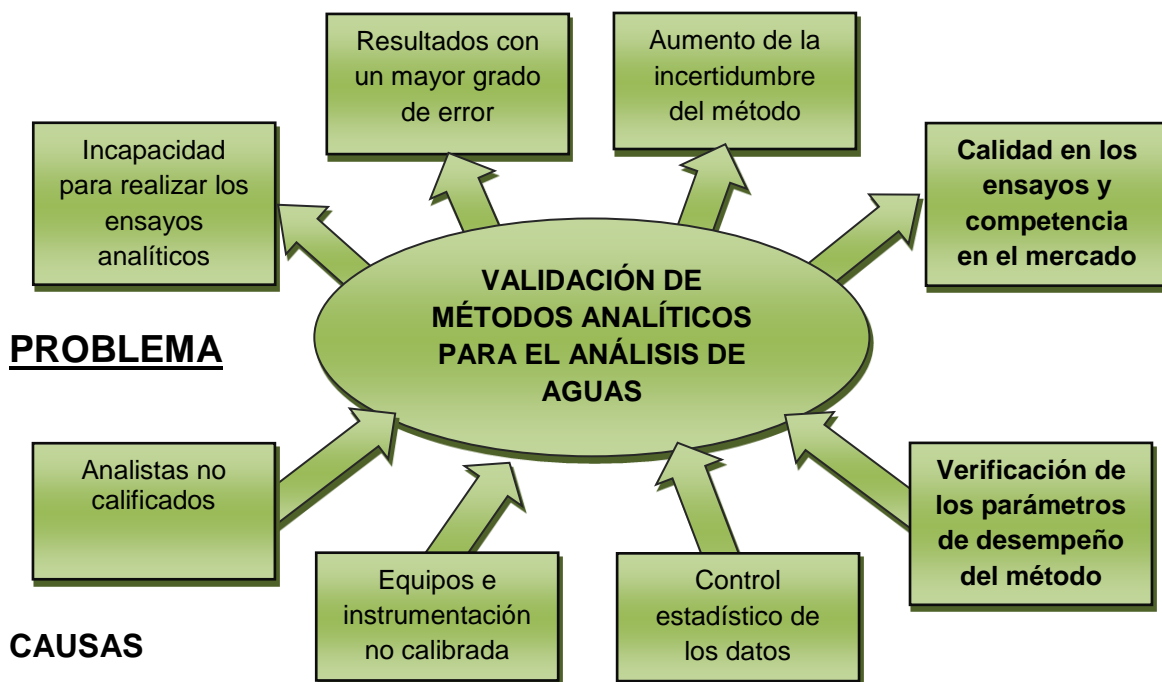 Resultados con
un mayor grado
de error
Aumento de la
incertidumbre
del método
Incapacidad
para realizar los
ensayos
analíticos
Calidad en los
ensayos y
competencia
en el mercado
VALIDACIÓN DE
MÉTODOS ANALÍTICOS
PARA EL ANÁLISIS DE
AGUAS
PROBLEMA
Analistas no
calificados
Equipos e
instrumentación
no calibrada
Control
estadístico de
los datos
Verificación de
los parámetros
de desempeño
del método
CAUSAS